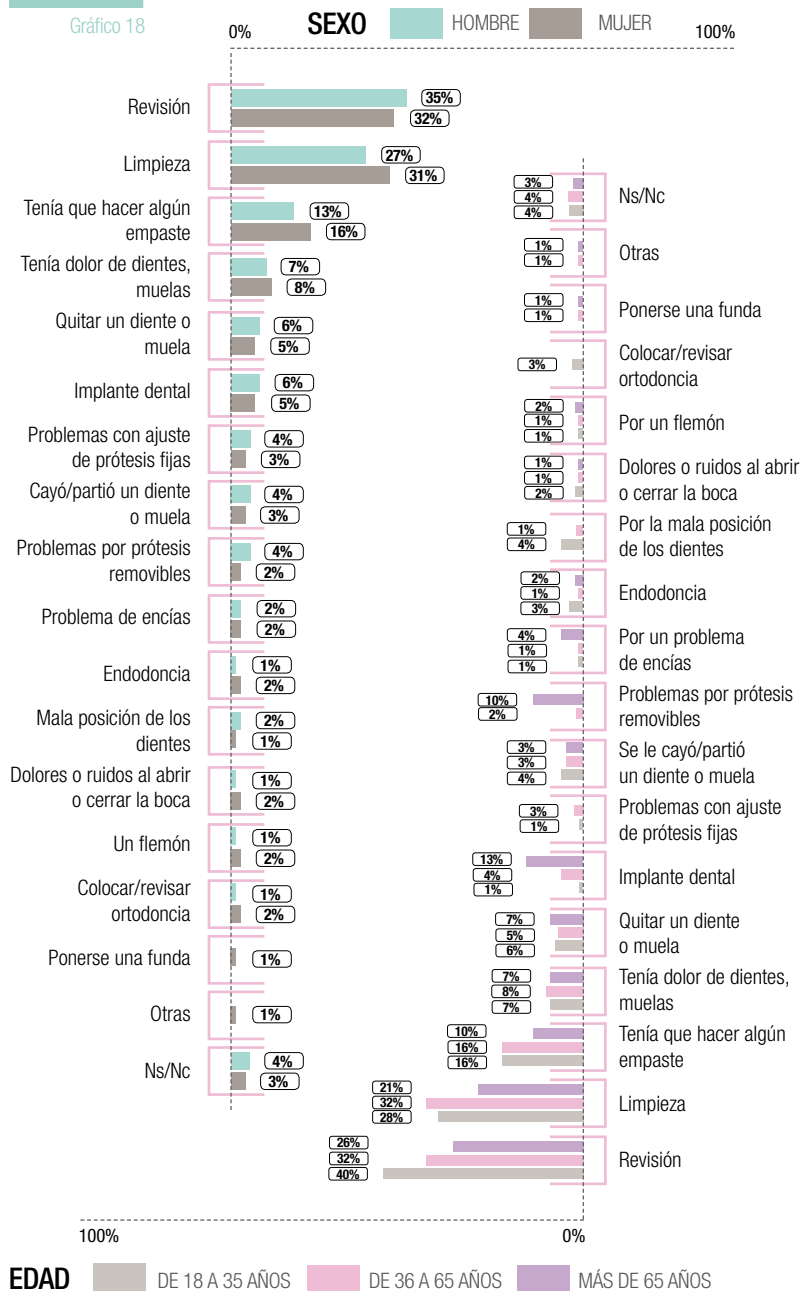 Gráfico 18
0%
SEXO
HOMBRE
MUJER
100%
Revisión
35%
32%
Limpieza
27%
31%
Tenía que hacer algún
empaste
13%
16%
Tenía dolor de dientes,
muelas
7%
8%
Quitar un diente o
muela
6%
5%
Implante dental
6%
5%
Problemas con ajuste
de prótesis fijas
4%
3%
Cayó/partió un diente
o muela
4%
3%
Problemas por prótesis
removibles
4%
2%
Problema de encías
2%
2%
Endodoncia
1%
2%
Mala posición de los
dientes
2%
1%
Dolores o ruidos al abrir
o cerrar la boca
1%
2%
Un flemón
1%
2%
Colocar/revisar
ortodoncia
1%
2%
Ponerse una funda
1%
Otras
1%
Ns/Nc
4%
3%
3%
4%
4%
Ns/Nc
1%
1%
Otras
1%
1%
Ponerse una funda
3%
Colocar/revisar
ortodoncia
2%
1%
1%
Por un flemón
1%
1%
2%
Dolores o ruidos al abrir
o cerrar la boca
1%
4%
Por la mala posición
de los dientes
2%
1%
3%
Endodoncia
4%
1%
1%
Por un problema
de encías
10%
2%
Problemas por prótesis
removibles
3%
3%
4%
Se le cayó/partió
un diente o muela
3%
1%
Problemas con ajuste
de prótesis fijas
13%
4%
1%
Implante dental
7%
5%
6%
Quitar un diente
o muela
7%
8%
7%
Tenía dolor de dientes,
muelas
10%
16%
16%
Tenía que hacer algún
empaste
21%
32%
28%
Limpieza
26%
32%
40%
Revisión
100%
0%
EDAD
DE 18 A 35 AÑOS
DE 36 A 65 AÑOS
MÁS DE 65 AÑOS